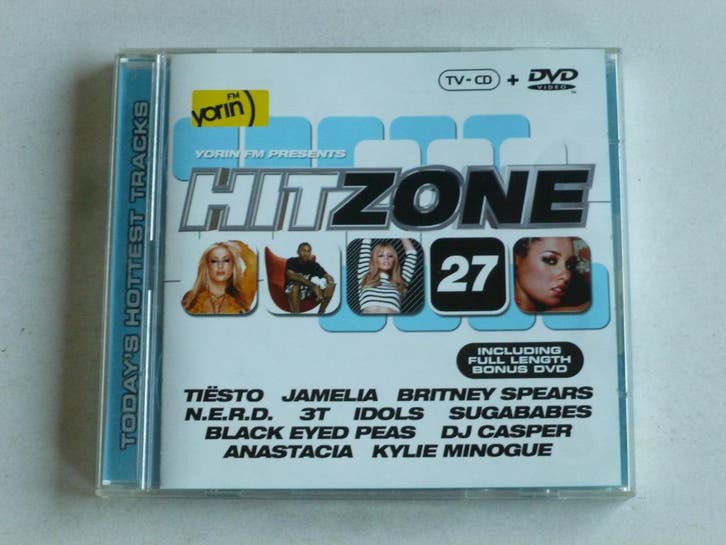 TODAY'S HOTTEST TRACKS
TV-CD + DVD
VIDEO
FM
yorin
YORIN FM PRESENTS
HITZONE
27
INCLUDING
FULL LENGTH
BONUS DVD
TIËSTO JAMELIA BRITNEY SPEARS
N.E.R.D. 3T IDOLS SUGABABES
BLACK EYED PEAS DJ CASPER
ANASTACIA KYLIE MINOGUE